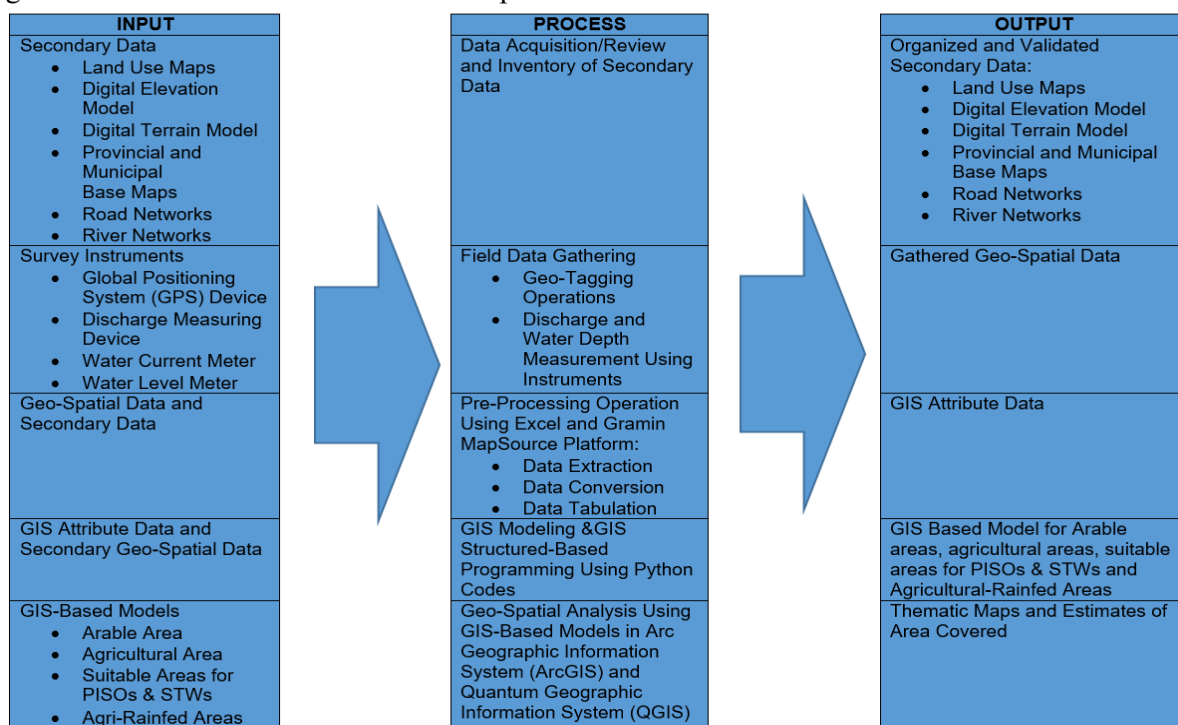 INPUT
Secondary Data
• Land Use Maps
• Digital Elevation
Model
• Digital Terrain Model
• Provincial and
Municipal
Base Maps
• Road Networks
• River Networks
Survey Instruments
• Global Positioning
System (GPS) Device
• Discharge Measuring
Device
• Water Current Meter
• Water Level Meter
Geo-Spatial Data and
Secondary Data
GIS Attribute Data and
Secondary Geo-Spatial Data
GIS-Based Models
• Arable Area
• Agricultural Area
• Suitable Areas for
PISOs & STWs
• Agri-Rainfed Areas
PROCESS
Data Acquisition/Review
and Inventory of Secondary
Data
Field Data Gathering
• Geo-Tagging
Operations
• Discharge and
Water Depth
Measurement Using
Instruments
Pre-Processing Operation
Using Excel and Gramin
MapSource Platform:
• Data Extraction
• Data Conversion
• Data Tabulation
GIS Modeling &GIS
Structured-Based
Programming Using Python
Codes
Geo-Spatial Analysis Using
GIS-Based Models in Arc
Geographic Information
System (ArcGIS) and
Quantum Geographic
Information System (QGIS)
OUTPUT
Organized and Validated
Secondary Data:
• Land Use Maps
• Digital Elevation Model
• Digital Terrain Model
• Provincial and Municipal
Base Maps
• Road Networks
• River Networks
Gathered Geo-Spatial Data
GIS Attribute Data
GIS Based Model for Arable
areas, agricultural areas, suitable
areas for PISOs & STWs and
Agricultural-Rainfed Areas
Thematic Maps and Estimates of
Area Covered